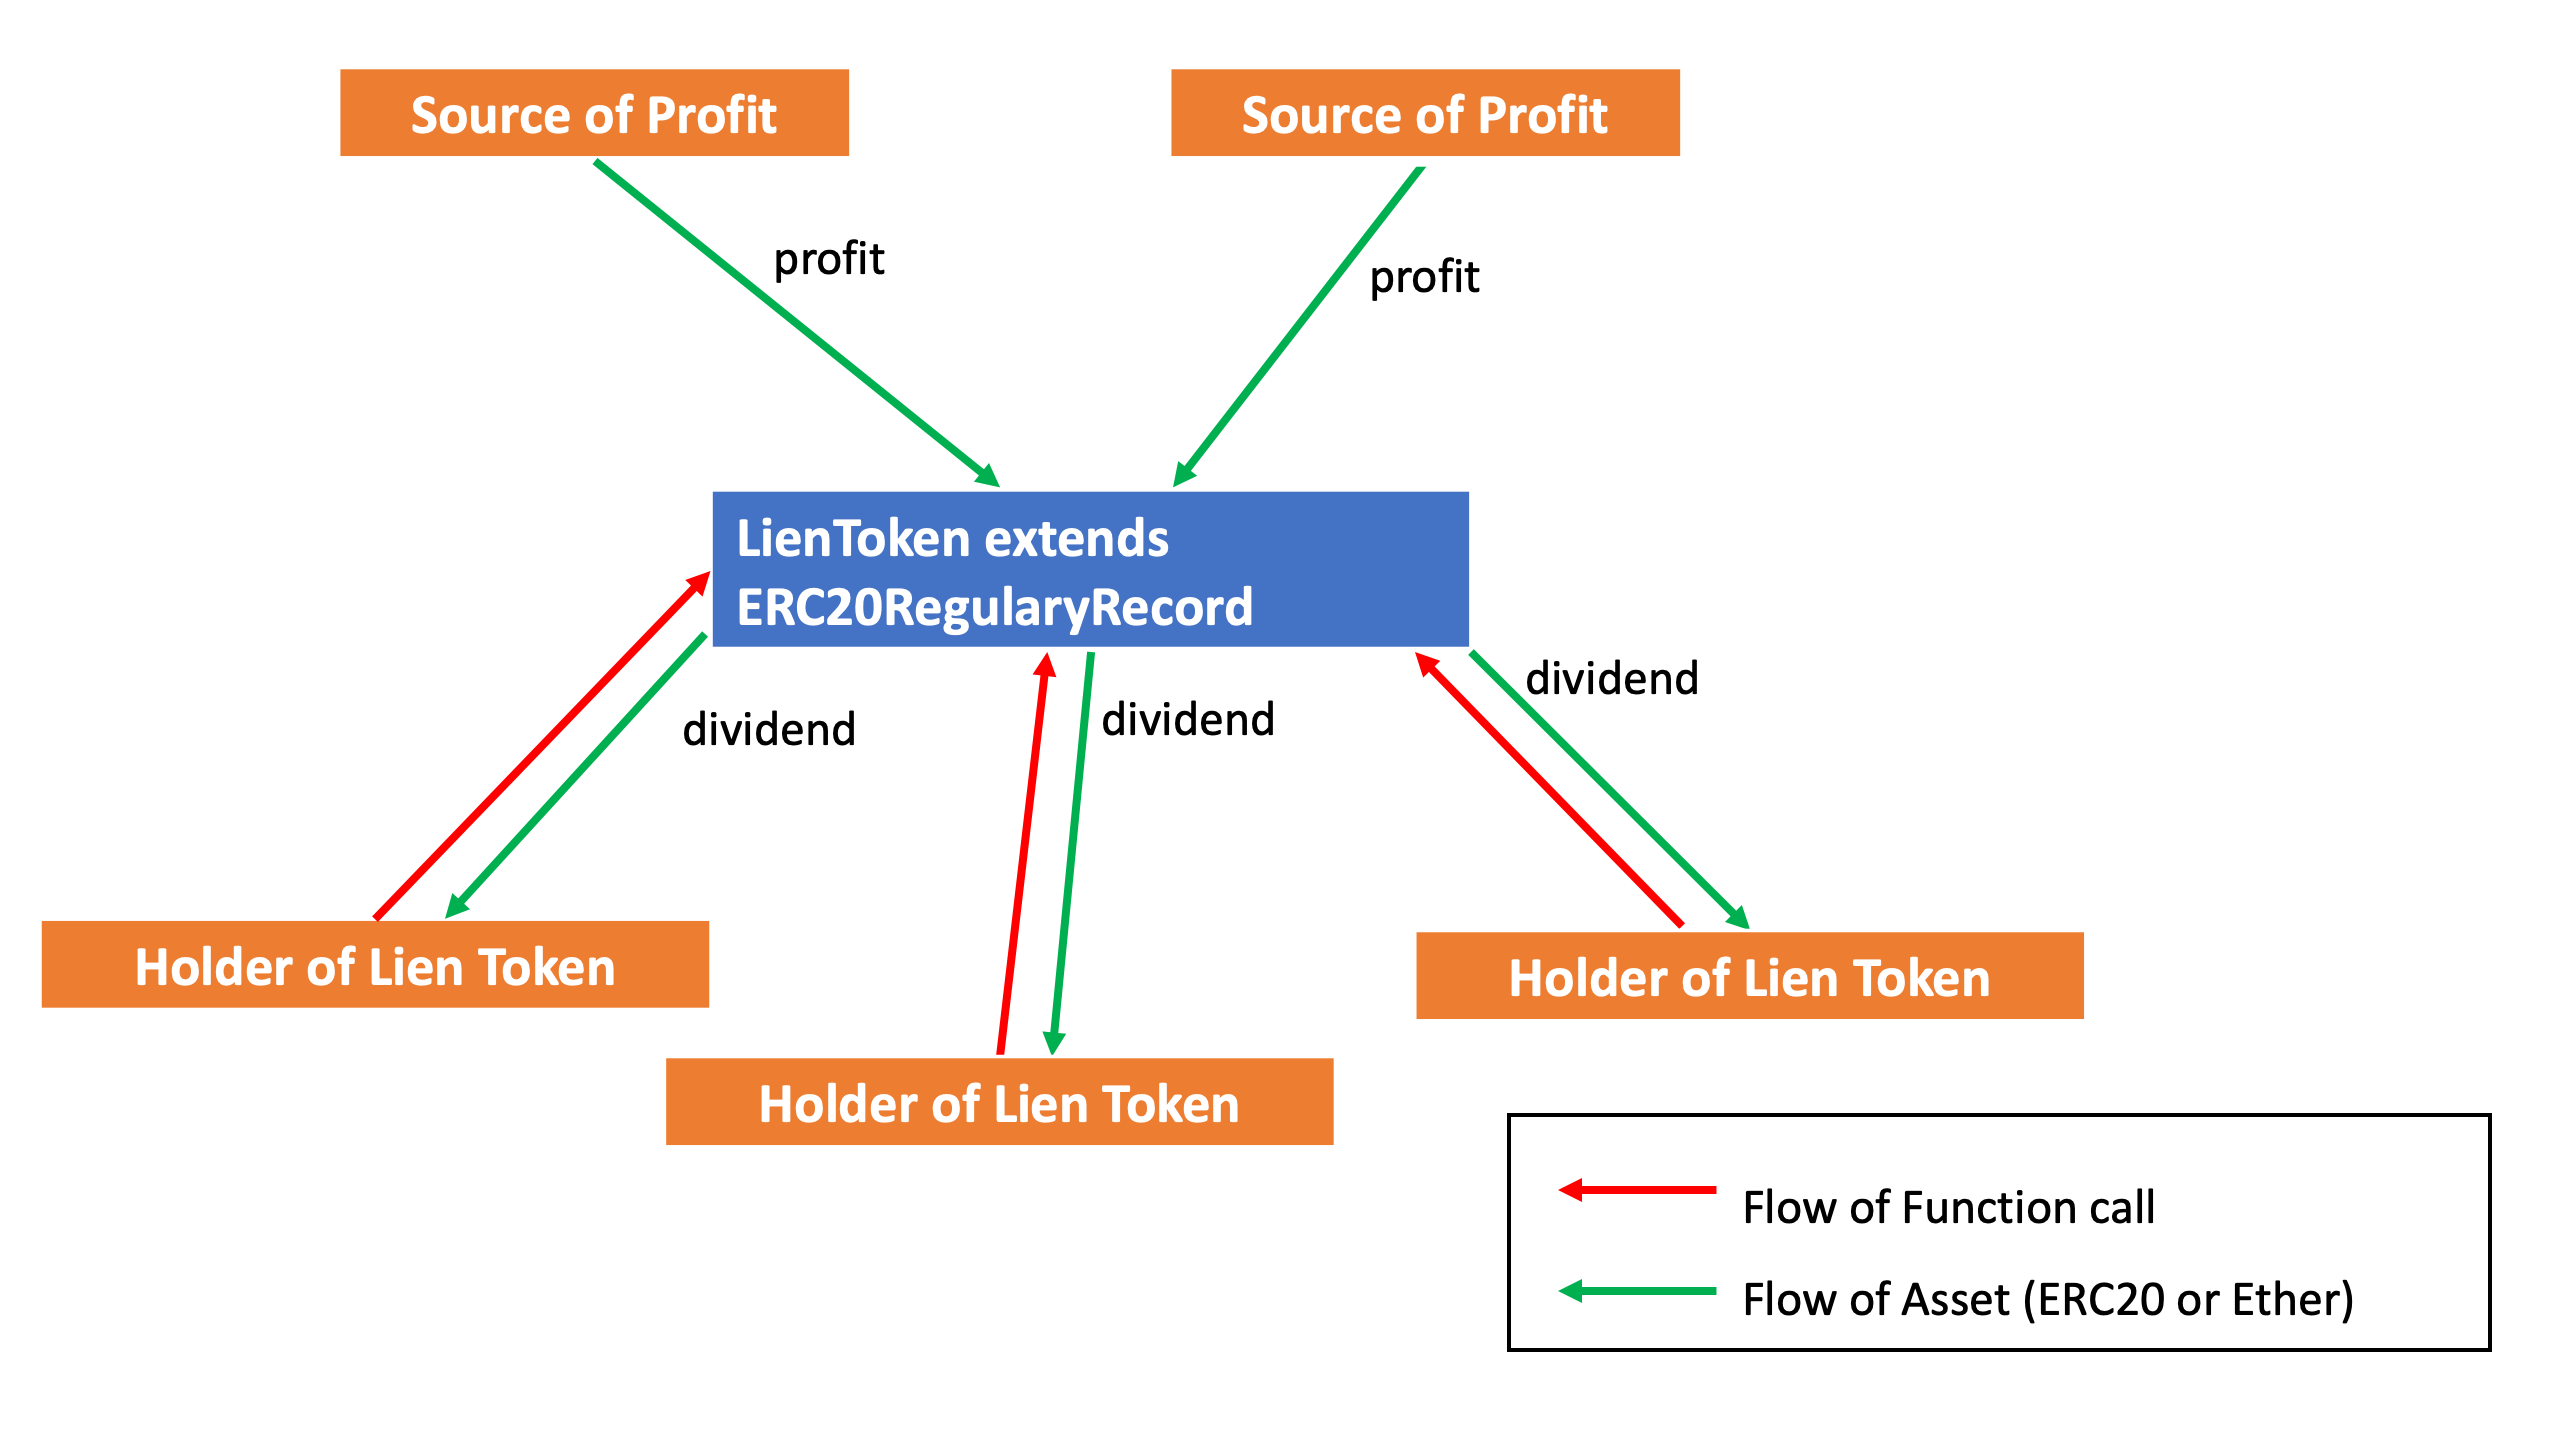 Source of Profit
Source of Profit
profit
profit
LienToken extends
ERC20RegularyRecord
dividend
dividend
dividend
Holder of Lien Token
Holder of Lien Token
Holder of Lien Token
Flow of Function call
Flow of Asset (ERC20 or Ether)